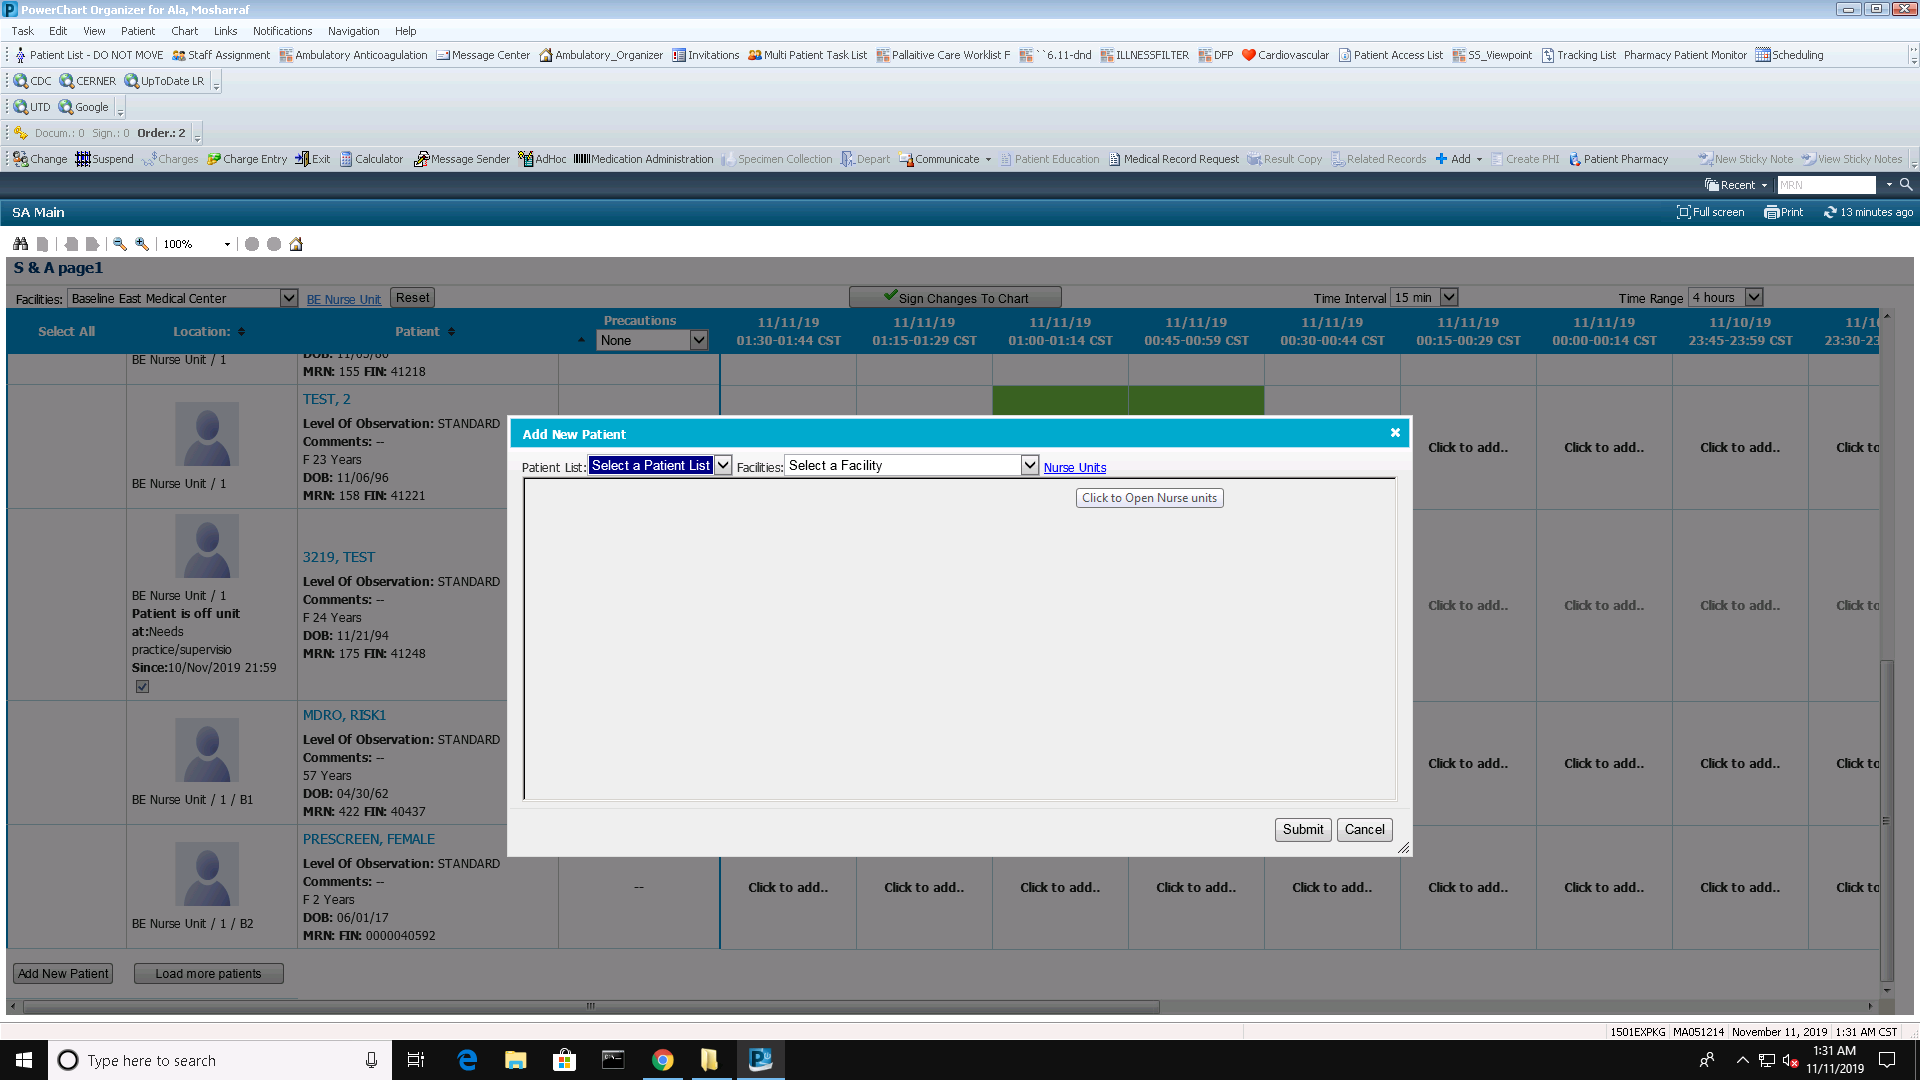 PowerChart Organizer for Ala, Mosharraf
Task Edit View Patient Chart Links Notifications Navigation Help
Patient List - DO NOT MOVE Staff Assignment Ambulatory Anticoagulation Message Center Ambulatory_Organizer Invitations Multi Patient Task List Pallaitive Care Worklist F ``6.11-dnd ILLNESSFILTER DFP Cardiovascular Patient Access List SS_Viewpoint Tracking List Pharmacy Patient Monitor Scheduling
CDC CERNER UpToDate LR
UTD Google
Docum.: 0 Sign.: 0 Order.: 2
Change Suspend Charges Charge Entry Exit Calculator Message Sender AdHoc Medication Administration Specimen Collection Depart Communicate Patient Education Medical Record Request Result Copy Related Records Add Create PHI Patient Pharmacy New Sticky Note View Sticky Notes
Recent MRN
SA Main Full screen Print 13 minutes ago
100%
S & A page1
Facilities: Baseline East Medical Center BE Nurse Unit Reset Sign Changes To Chart Time Interval 15 min Time Range 4 hours
Select All Location: Patient Precautions None
11/11/19 01:30-01:44 CST
11/11/19 01:15-01:29 CST
11/11/19 01:00-01:14 CST
11/11/19 00:45-00:59 CST
11/11/19 00:30-00:44 CST
11/11/19 00:15-00:29 CST
11/11/19 00:00-00:14 CST
11/10/19 23:45-23:59 CST
BE Nurse Unit / 1
MRN: 155 FIN: 41218
TEST, 2
Level Of Observation: STANDARD
Comments: --
F 23 Years
DOB: 11/06/96
MRN: 158 FIN: 41221
BE Nurse Unit / 1
Click to add.. Click to add.. Click to add.. Click to
3219, TEST
Level Of Observation: STANDARD
Comments: --
F 24 Years
DOB: 11/21/94
MRN: 175 FIN: 41248
BE Nurse Unit / 1
Patient is off unit
at:Needs
practice/supervisio
Since:10/Nov/2019 21:59
Click to add.. Click to add.. Click to add.. Click to
MDRO, RISK1
Level Of Observation: STANDARD
Comments: --
57 Years
DOB: 04/30/62
MRN: 422 FIN: 40437
BE Nurse Unit / 1 / B1
Click to add.. Click to add.. Click to add.. Click to
PRESCREEN, FEMALE
Level Of Observation: STANDARD
Comments: --
F 2 Years
DOB: 06/01/17
MRN: FIN: 0000040592
BE Nurse Unit / 1 / B2
-- Click to add.. Click to add.. Click to add.. Click to add.. Click to add.. Click to add.. Click to add.. Click to add.. Click to
Add New Patient
Patient List: Select a Patient List Facilities: Select a Facility Nurse Units
Click to Open Nurse units
Submit Cancel
Add New Patient Load more patients
1501EXPKG MA051214 November 11, 2019 1:31 AM CST
Type here to search
1:31 AM
11/11/2019